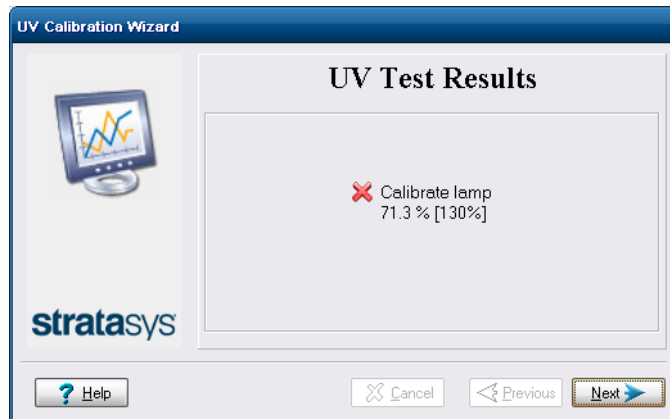 UV Calibration Wizard
UV Test Results
Calibrate lamp
71.3 % [130%]
stratasys
? Help
Cancel
Previous
Next